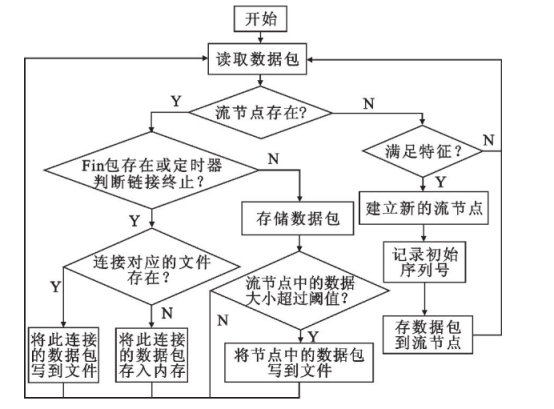 开始
读取数据包
流节点存在?
Y
N
Fin包存在或定时器
判断链接终止？
N
满足特征？
N
Y
建立新的流节点
存储数据包
Y
连接对应的文件
存在？
记录初始
序列号
流节点中的数据
大小超过阈值？
Y
N
N
Y
将此连接
的数据包
写到文件
将此连接
的数据包
存入内存
将节点中的数据包
写到文件
存数据包
到流节点